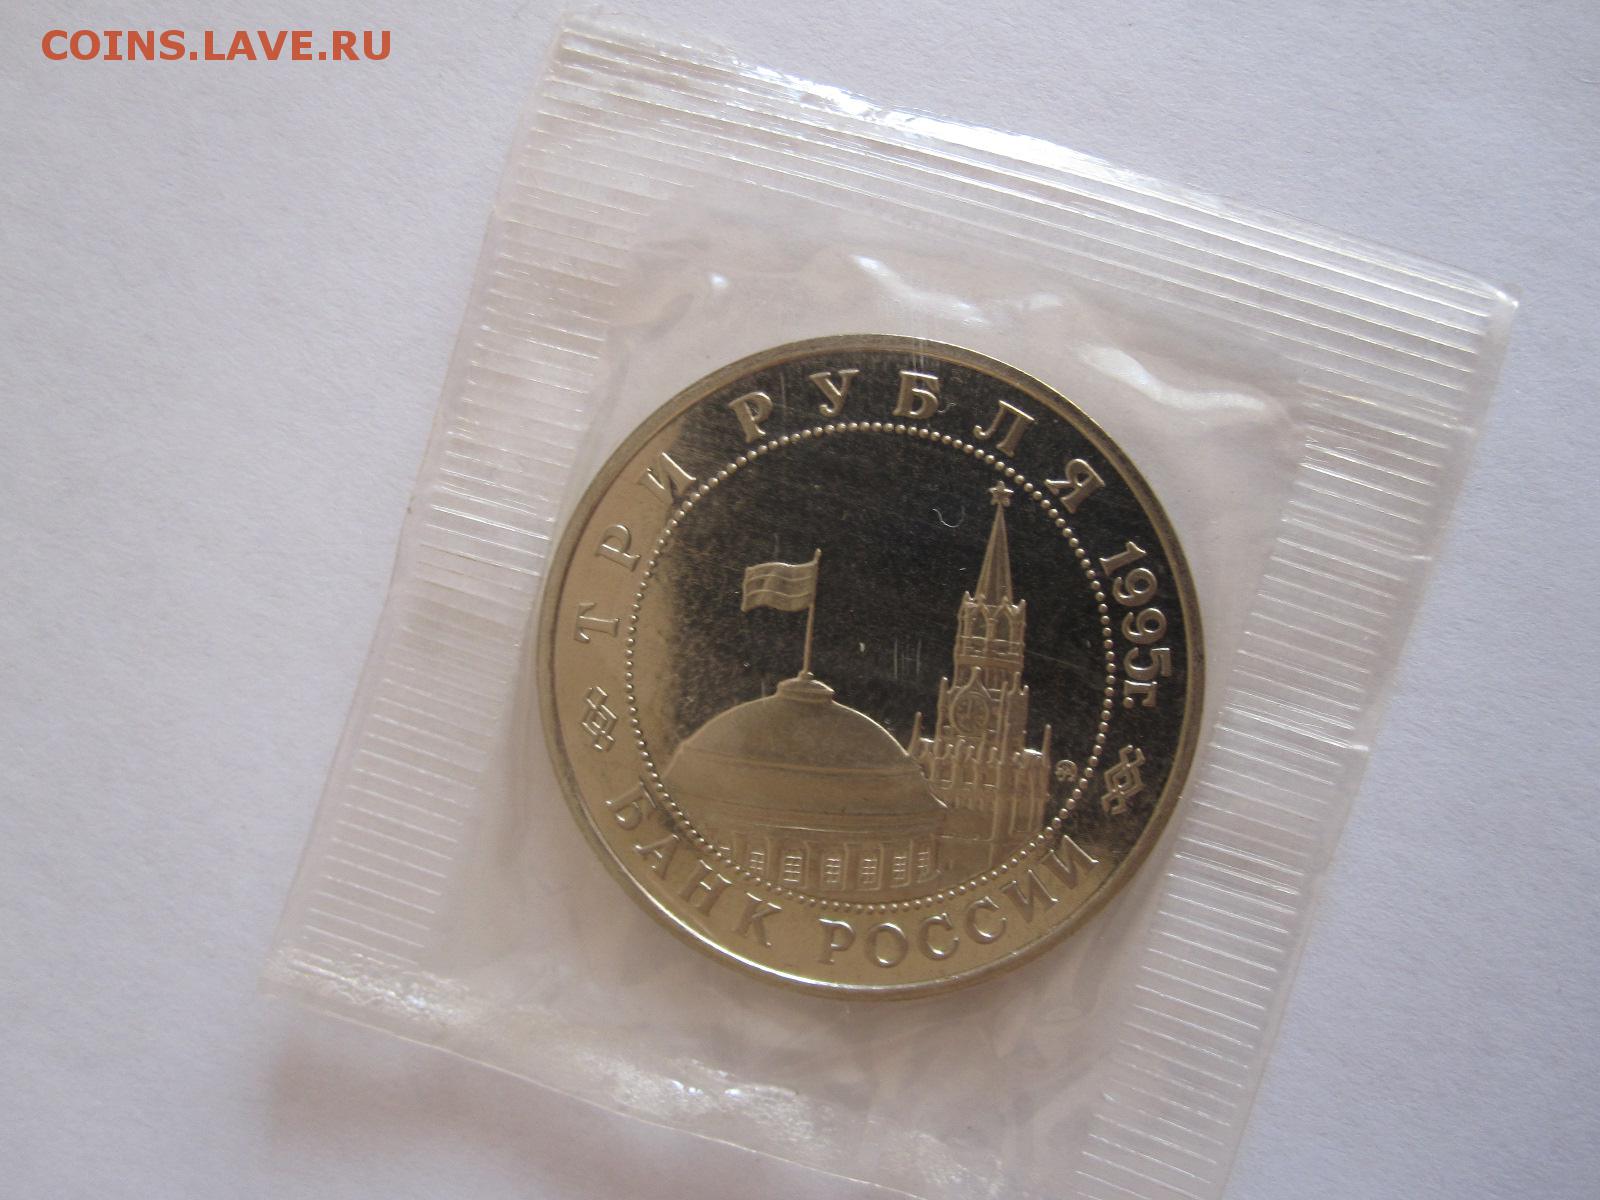 COINS.LAVE.RU
ТРИ РУБЛЯ 1995г.
БАНК РОССИИ